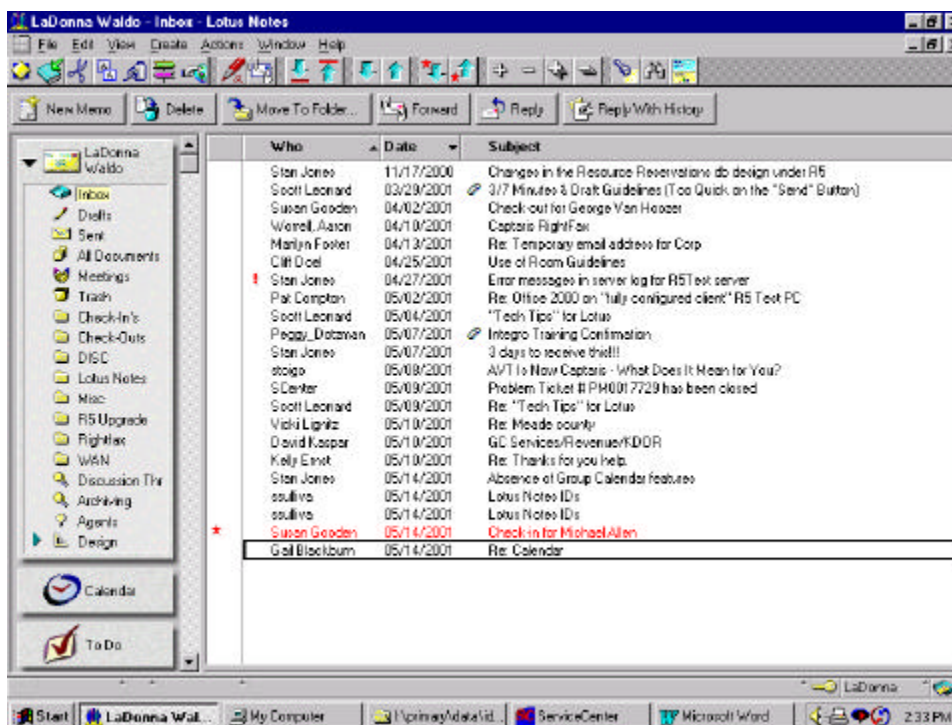 LaDonna Waldo - Inbox - Lotus Notes
File Edit View Create Actions Window Help
New Memo Delete Move To Folder... Forward Reply Reply With History
LaDonna
Waldo
Inbox
Drafts
Sent
All Documents
Meetings
Trash
Check-In's
Check-Outs
DISC
Lotus Notes
Misc
R5 Upgrade
Rightfax
WAN
Discussion Thr
Archiving
Agents
Design
Calendar
To Do
Who Date Subject
Stan Jones 11/17/2000 Changes in the Resource Reservations db design under R5
Scott Leonard 03/29/2001 3/7 Minutes & Draft Guidelines (Too Quick on the "Send" Button)
Susan Gooden 04/02/2001 Check-out for George Van Hoozer
Worrell, Aaron 04/10/2001 Captaris RightFax
Marilyn Foster 04/13/2001 Re: Temporary email address for Corp
Cliff Doel 04/25/2001 Use of Room Guidelines
! Stan Jones 04/27/2001 Error messages in server log for R5Test server
Pat Compton 05/02/2001 Re: Office 2000 on "fully configured client" R5 Test PC
Scott Leonard 05/04/2001 "Tech Tips" for Lotus
Peggy_Dotzman 05/07/2001 Integro Training Confirmation
Stan Jones 05/07/2001 3 days to receive this!!!
stoigo 05/08/2001 AVT Is Now Captaris - What Does It Mean for You?
SCenter 05/09/2001 Problem Ticket # PM0017729 has been closed
Scott Leonard 05/09/2001 Re: "Tech Tips" for Lotus
Vicki Lignitz 05/10/2001 Re: Meade county
David Kaspar 05/10/2001 GC Services/Revenue/KDOR
Kelly Ernst 05/10/2001 Re: Thanks for you help.
Stan Jones 05/14/2001 Absence of Group Calendar features
ssulliva 05/14/2001 Lotus Notes IDs
ssulliva 05/14/2001 Lotus Notes IDs
* Susan Gooden 05/14/2001 Check-in for Michael Allen
Gail Blackburn 05/14/2001 Re: Calendar
LaDonna
Start LaDonna Wal... My Computer I:\primary\data\id... ServiceCenter Microsoft Word 2:33 PM